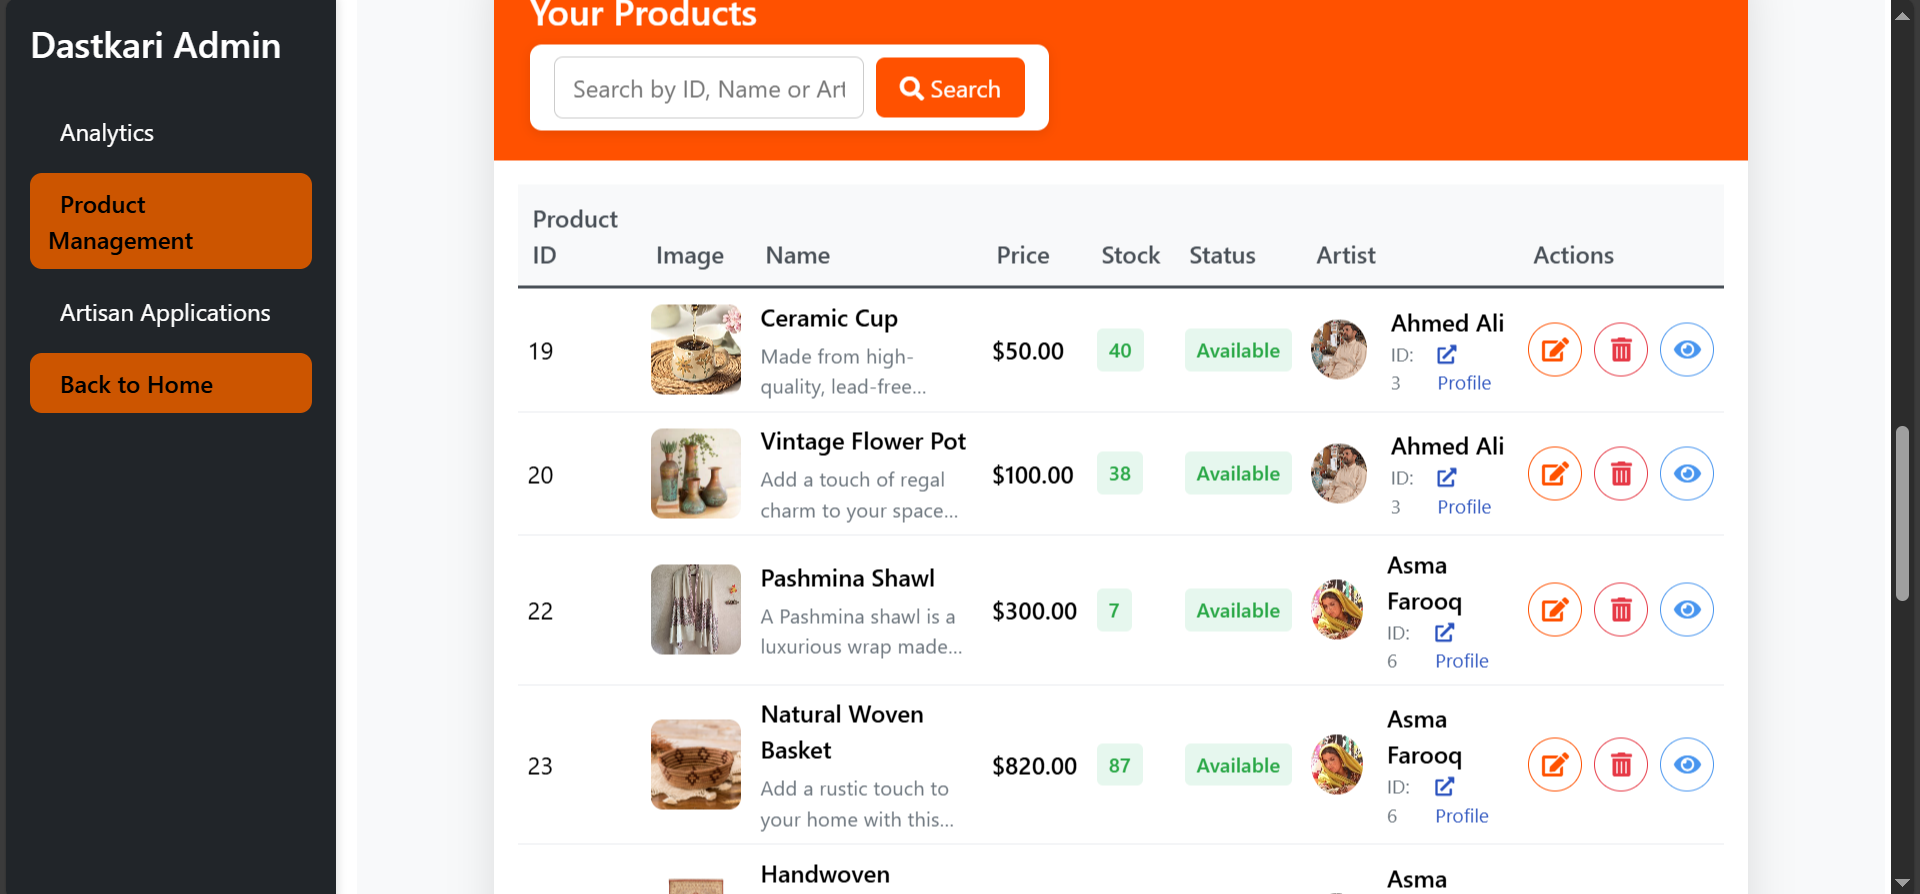 Dastkari Admin
Analytics
Product
Management
Artisan Applications
Back to Home
Your Products
Search by ID, Name or Art
Search
Product
ID
Image
Name
Price
Stock
Status
Artist
Actions
19
Ceramic Cup
Made from high-
quality, lead-free...
$50.00
40
Available
Ahmed Ali
ID:
3
Profile
20
Vintage Flower Pot
Add a touch of regal
charm to your space...
$100.00
38
Available
Ahmed Ali
ID:
3
Profile
22
Pashmina Shawl
A Pashmina shawl is a
luxurious wrap made...
$300.00
7
Available
Asma
Farooq
ID:
6
Profile
23
Natural Woven
Basket
Add a rustic touch to
your home with this...
$820.00
87
Available
Asma
Farooq
ID:
6
Profile
Handwoven
Asma